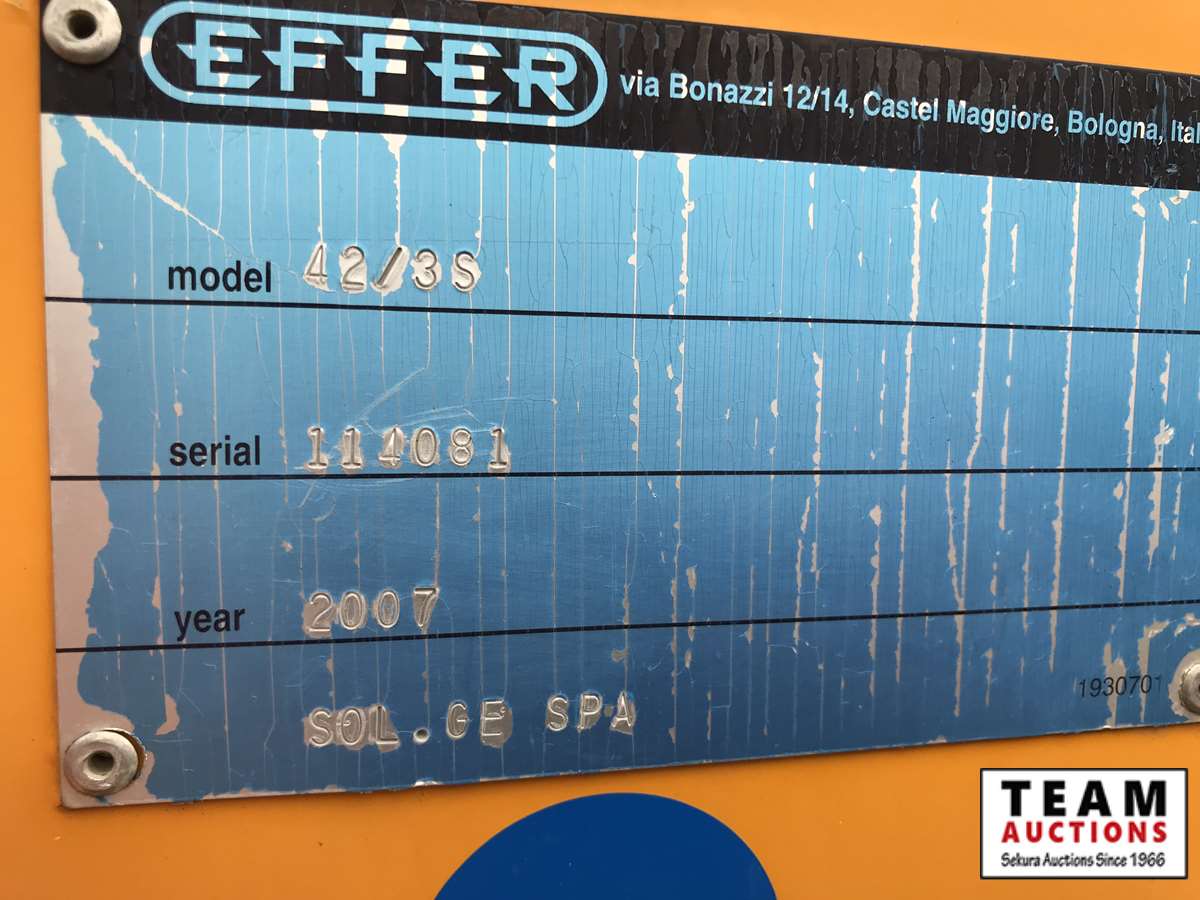 EFFER
via Bonazzi 12/14, Castel Maggiore, Bologna, Ital
model 42/3S
serial 114081
year 2007
SOL.GE SPA
1930701
TEAM
AUCTIONS
Sekura Auctions Since 1966